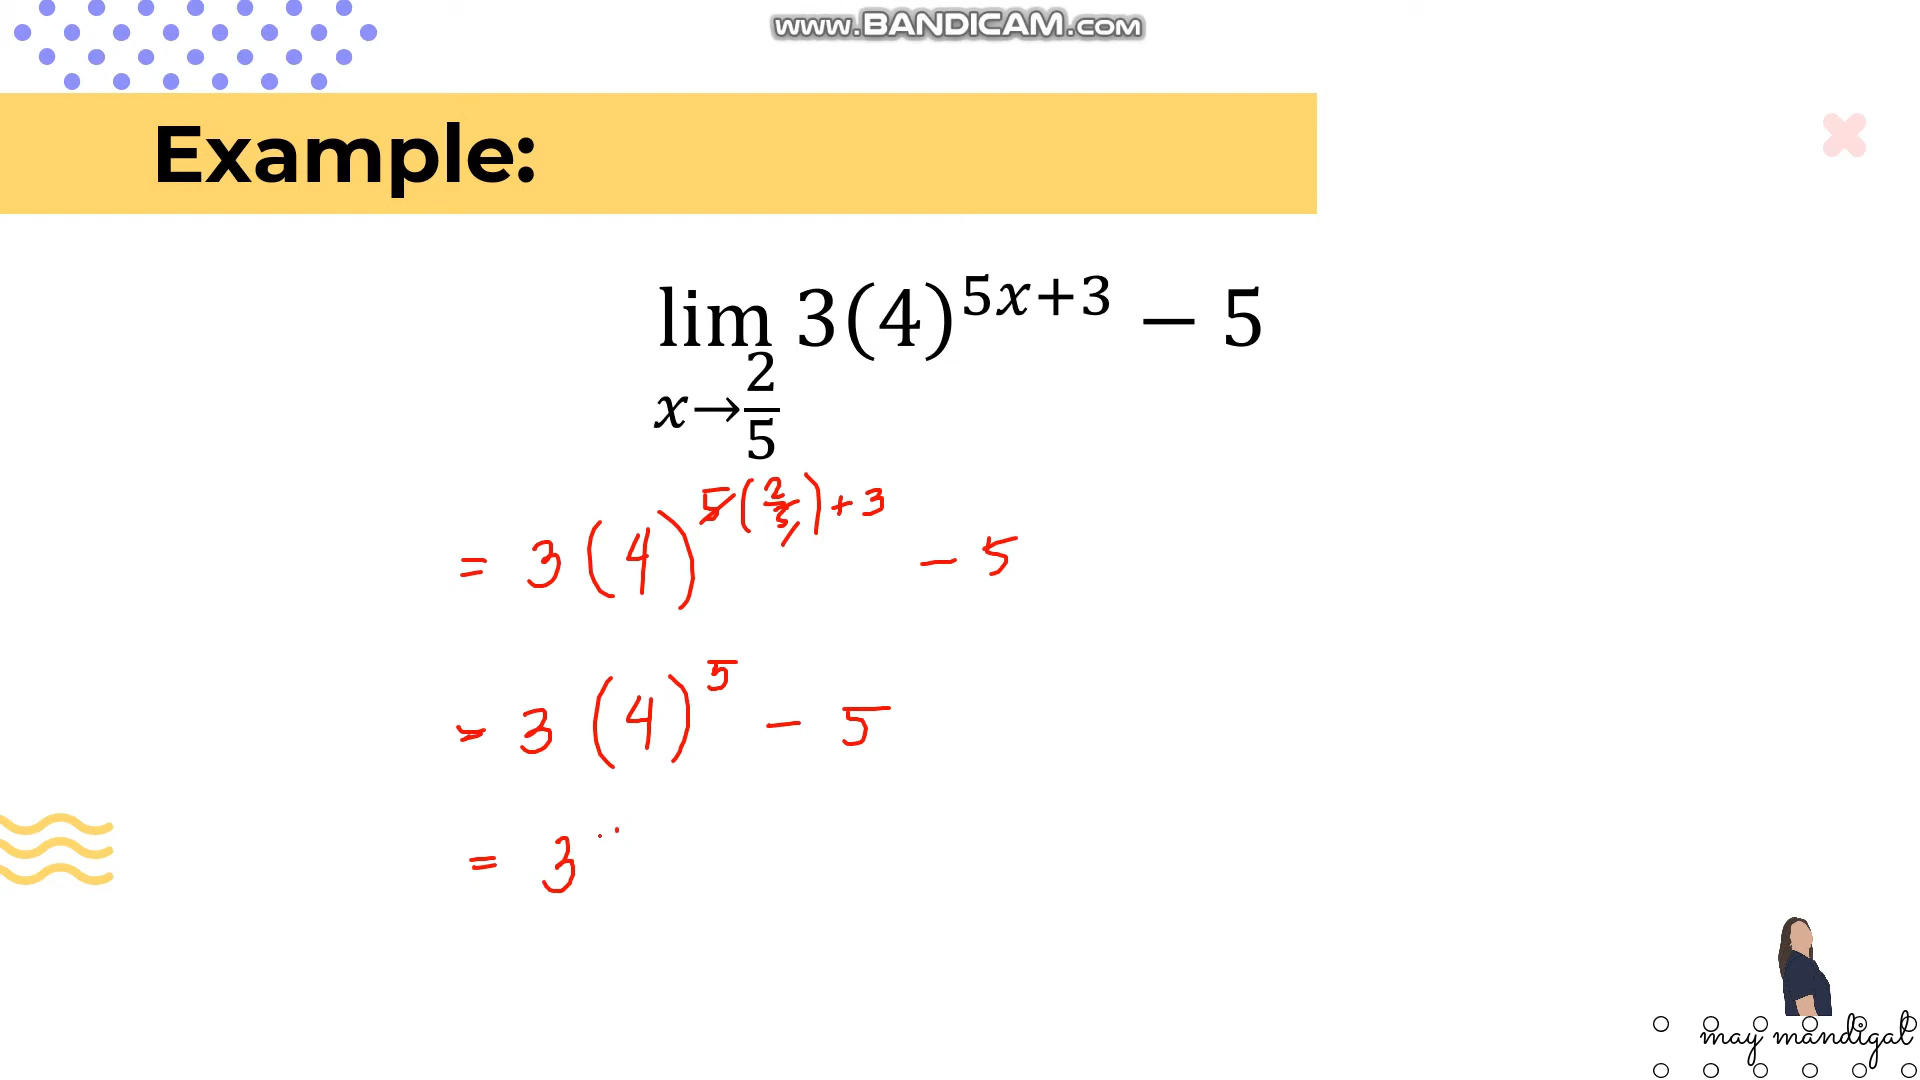 www.BANDICAM.com
Example:
lim 3(4)^{5x+3} − 5
x→2/5
= 3(4)^{5(2/5)+3} − 5
= 3(4)^5 − 5
= 3
may mandigal